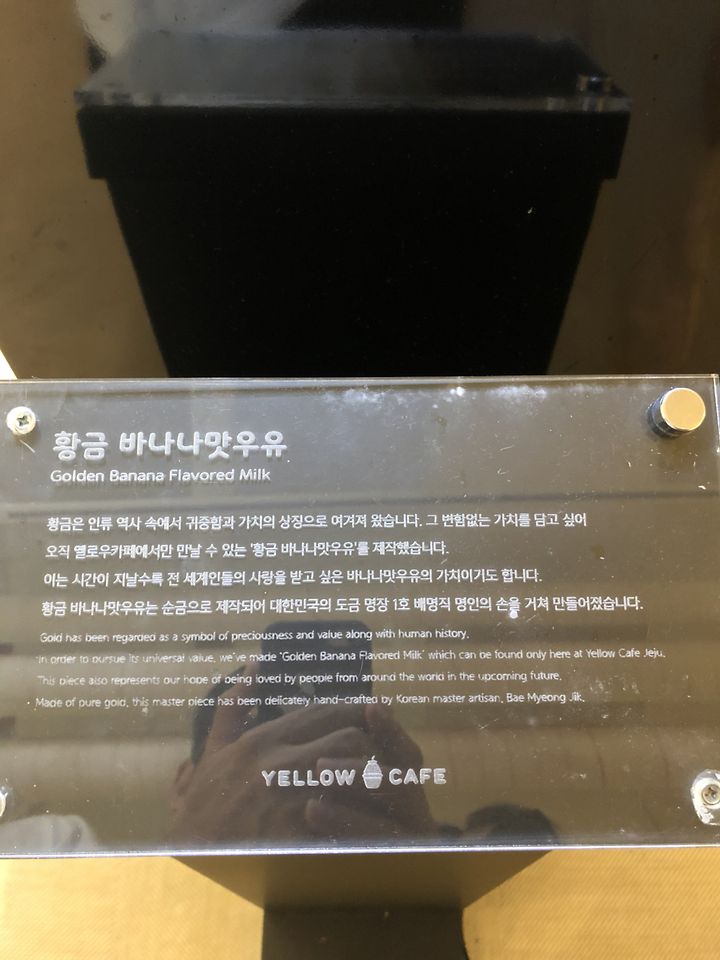 황금 바나나맛우유
Golden Banana Flavored Milk
황금은 인류 역사 속에서 귀중함과 가치의 상징으로 여겨져 왔습니다. 그 변함없는 가치를 담고 싶어
오직 옐로우카페에서만 만날 수 있는 '황금 바나나맛우유'를 제작했습니다.
이는 시간이 지날수록 전 세계인들의 사랑을 받고 싶은 바나나맛우유의 가치이기도 합니다.
황금 바나나맛우유는 순금으로 제작되어 대한민국의 도금 명장 1호 배명직 명인의 손을 거쳐 만들어졌습니다.
Gold has been regarded as a symbol of preciousness and value along with human history.
In order to pursue its universal value, we've made 'Golden Banana Flavored Milk' which can be found only here at Yellow Cafe Jeju.
This piece also represents our hope of being loved by people from around the world in the upcoming future.
Made of pure gold, this master piece has been delicately hand-crafted by Korean master artisan, Bae Myeong Jik.
YELLOW CAFE